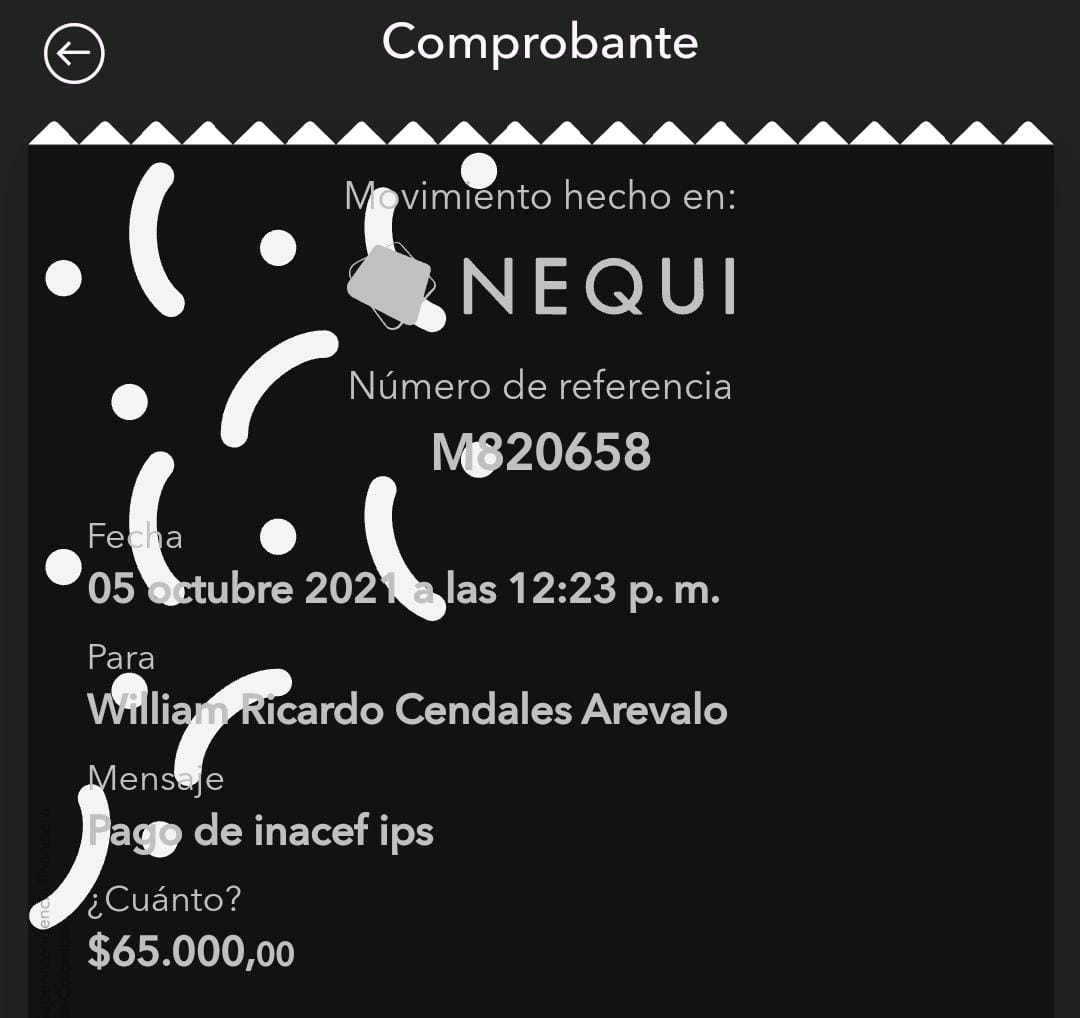 Comprobante
Movimiento hecho en:
NEQUI
Número de referencia
M820658
Fecha
05 octubre 2021 a las 12:23 p. m.
Para
William Ricardo Cendales Arevalo
Mensaje
Pago de inacef ips
¿Cuánto?
$65.000,00